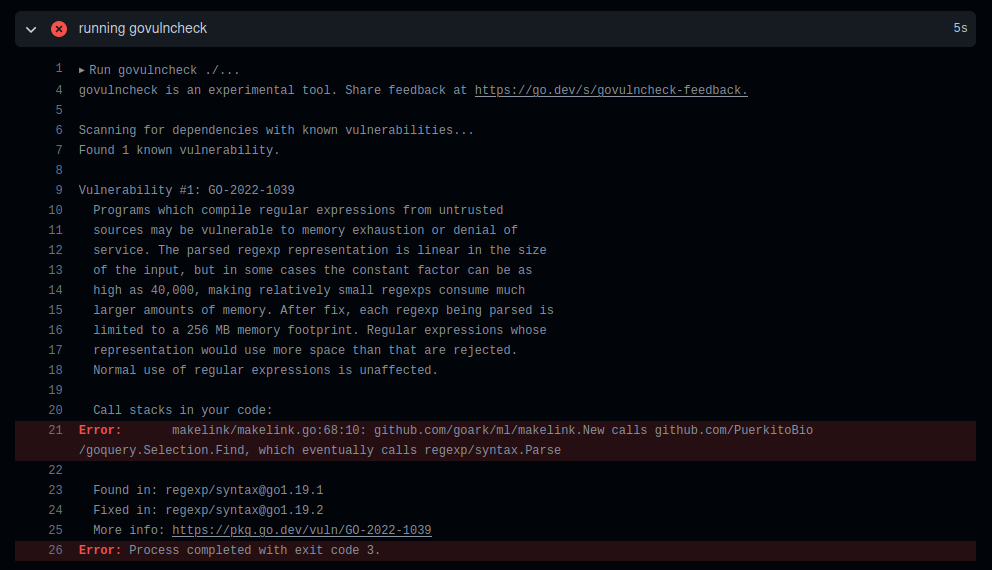 running govulncheck 5s
1 ▸ Run govulncheck ./...
4 govulncheck is an experimental tool. Share feedback at https://go.dev/s/govulncheck-feedback.
5
6 Scanning for dependencies with known vulnerabilities...
7 Found 1 known vulnerability.
8
9 Vulnerability #1: GO-2022-1039
10 Programs which compile regular expressions from untrusted
11 sources may be vulnerable to memory exhaustion or denial of
12 service. The parsed regexp representation is linear in the size
13 of the input, but in some cases the constant factor can be as
14 high as 40,000, making relatively small regexps consume much
15 larger amounts of memory. After fix, each regexp being parsed is
16 limited to a 256 MB memory footprint. Regular expressions whose
17 representation would use more space than that are rejected.
18 Normal use of regular expressions is unaffected.
19
20 Call stacks in your code:
21 Error: makelink/makelink.go:68:10: github.com/goark/ml/makelink.New calls github.com/PuerkitoBio
/goquery.Selection.Find, which eventually calls regexp/syntax.Parse
22
23 Found in: regexp/syntax@go1.19.1
24 Fixed in: regexp/syntax@go1.19.2
25 More info: https://pkg.go.dev/vuln/GO-2022-1039
26 Error: Process completed with exit code 3.